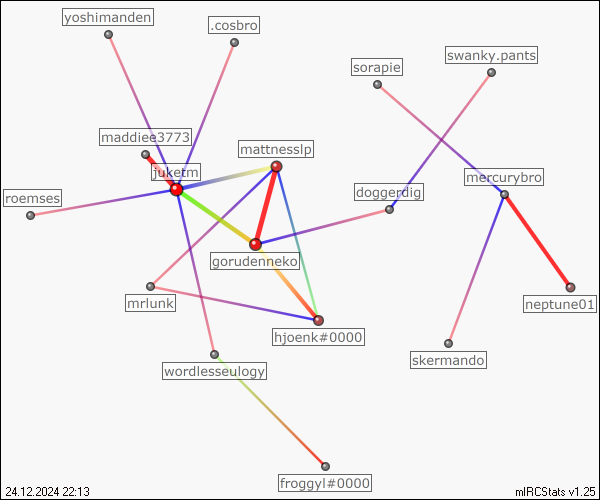 yoshimanden
.cosbro
swanky.pants
sorapie
maddiee3773
mattnesslp
juketm
mercurybro
doggerdig
roemses
gorudenneko
mrlunk
neptune01
hjoenk#0000
skermando
wordlesseulogy
froggyl#0000
24.12.2024 22:13
mIRCStats v1.25